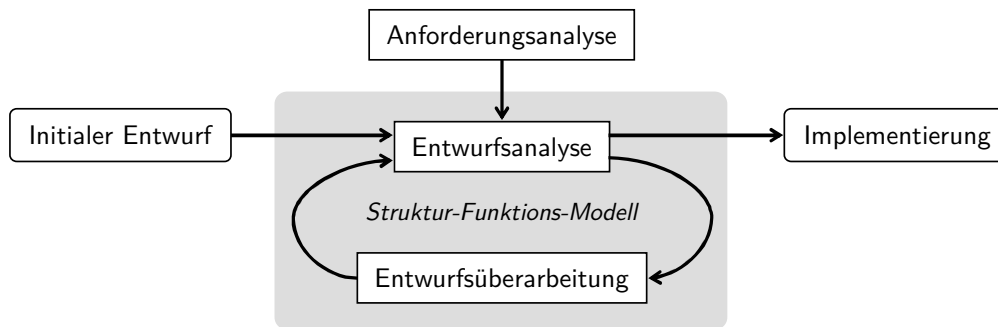 Anforderungsanalyse
Initialer Entwurf
Entwurfsanalyse
Implementierung
Struktur-Funktions-Modell
Entwurfsüberarbeitung